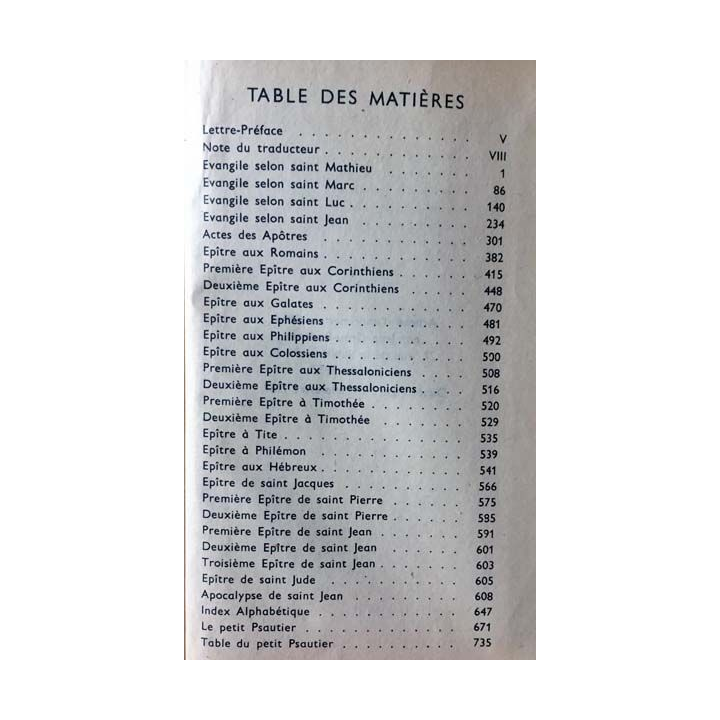 TABLE DES MATIÈRES
Lettre-Préface . . . . . . . . . . . . . V
Note du traducteur . . . . . . . . . . . VIII
Evangile selon saint Mathieu . . . . . . . 1
Evangile selon saint Marc . . . . . . . . 86
Evangile selon saint Luc . . . . . . . . . 140
Evangile selon saint Jean . . . . . . . . 234
Actes des Apôtres . . . . . . . . . . . 301
Epître aux Romains . . . . . . . . . . . 382
Première Epître aux Corinthiens . . . . . 415
Deuxième Epître aux Corinthiens . . . . 448
Epître aux Galates . . . . . . . . . . . 470
Epître aux Ephésiens . . . . . . . . . . 481
Epître aux Philippiens . . . . . . . . . 492
Epître aux Colossiens . . . . . . . . . 500
Première Epître aux Thessaloniciens . . . . 508
Deuxième Epître aux Thessaloniciens . . . . 516
Première Epître à Timothée . . . . . . . 520
Deuxième Epître à Timothée . . . . . . 529
Epître à Tite . . . . . . . . . . . . . 535
Epître à Philémon . . . . . . . . . . . 539
Epître aux Hébreux . . . . . . . . . . . 541
Epître de saint Jacques . . . . . . . . . 566
Première Epître de saint Pierre . . . . . 575
Deuxième Epître de saint Pierre . . . . . 585
Première Epître de saint Jean . . . . . . 591
Deuxième Epître de saint Jean . . . . . 601
Troisième Epître de saint Jean . . . . . . 603
Epître de saint Jude . . . . . . . . . . 605
Apocalypse de saint Jean . . . . . . . . 608
Index Alphabétique . . . . . . . . . . 647
Le petit Psautier . . . . . . . . . . . 671
Table du petit Psautier . . . . . . . . . 735